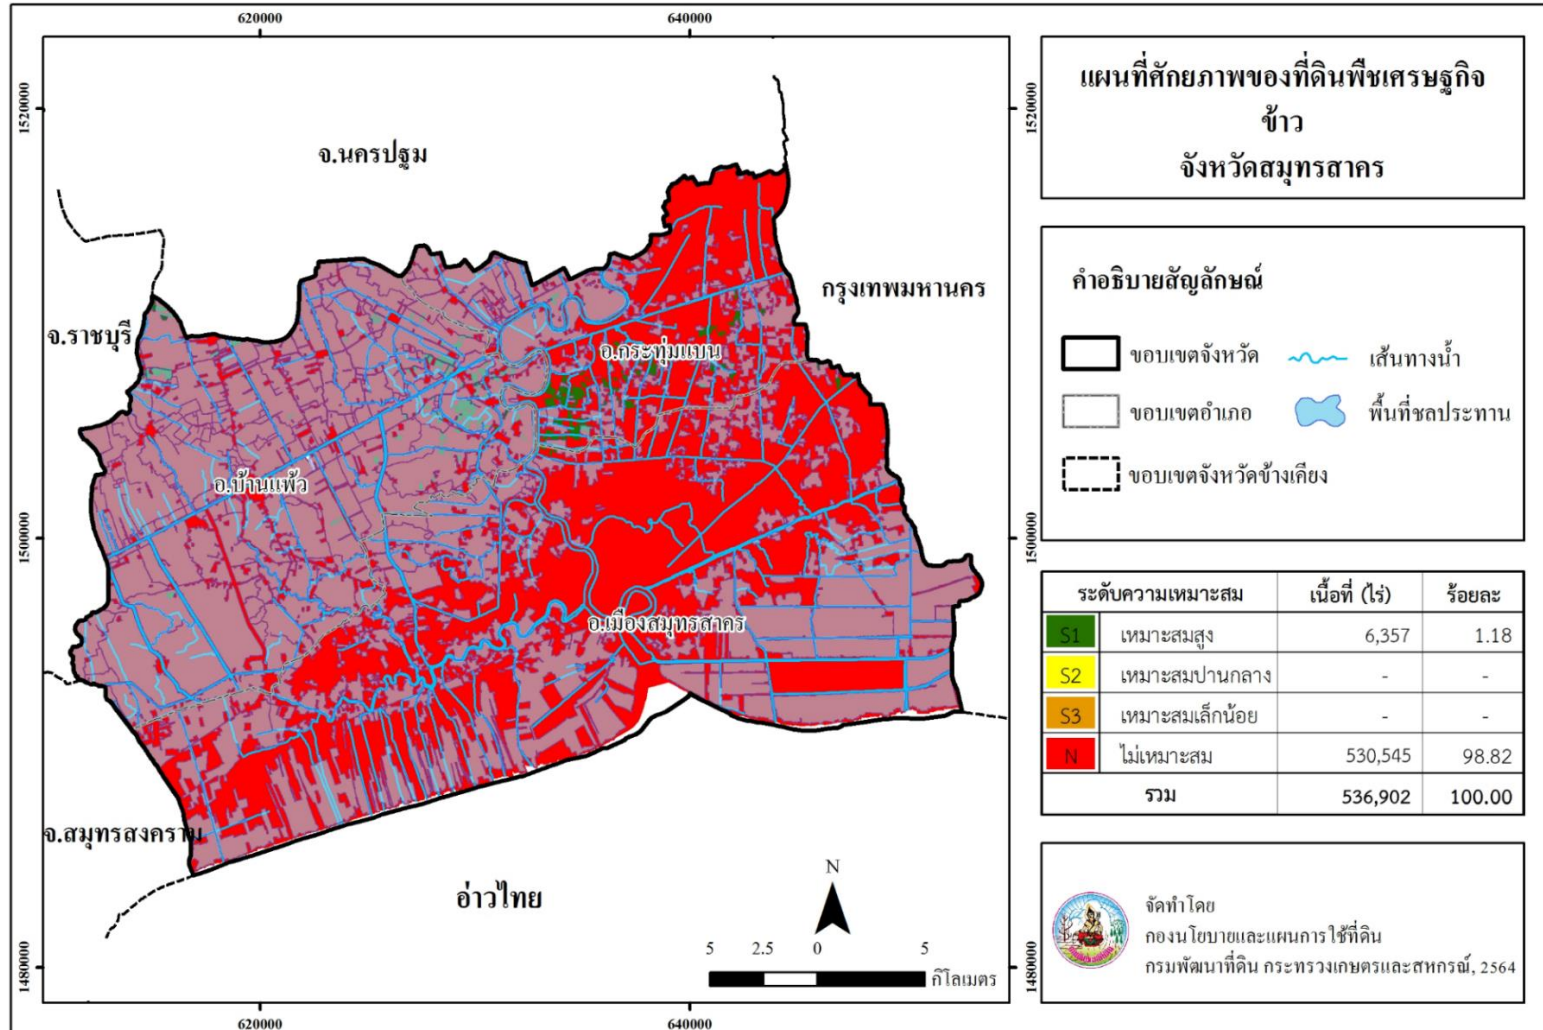 620000
640000
1520000
1500000
1480000
จ.นครปฐม
กรุงเทพมหานคร
จ.ราชบุรี
อ.กระทุ่มแบน
อ.บ้านแพ้ว
อ.เมืองสมุทรสาคร
จ.สมุทรสงคราม
อ่าวไทย
N
5 2.5 0 5
กิโลเมตร
1520000
1500000
1480000
620000
640000
แผนที่ศักยภาพของที่ดินพืชเศรษฐกิจ
ข้าว
จังหวัดสมุทรสาคร
คำอธิบายสัญลักษณ์
ขอบเขตจังหวัด เส้นทางน้ำ
ขอบเขตอำเภอ พื้นที่ชลประทาน
ขอบเขตจังหวัดข้างเคียง
ระดับความเหมาะสม เนื้อที่ (ไร่) ร้อยละ
S1 เหมาะสมสูง 6,357 1.18
S2 เหมาะสมปานกลาง - -
S3 เหมาะสมเล็กน้อย - -
N ไม่เหมาะสม 530,545 98.82
รวม 536,902 100.00
จัดทำโดย
กองนโยบายและแผนการใช้ที่ดิน
กรมพัฒนาที่ดิน กระทรวงเกษตรและสหกรณ์, 2564